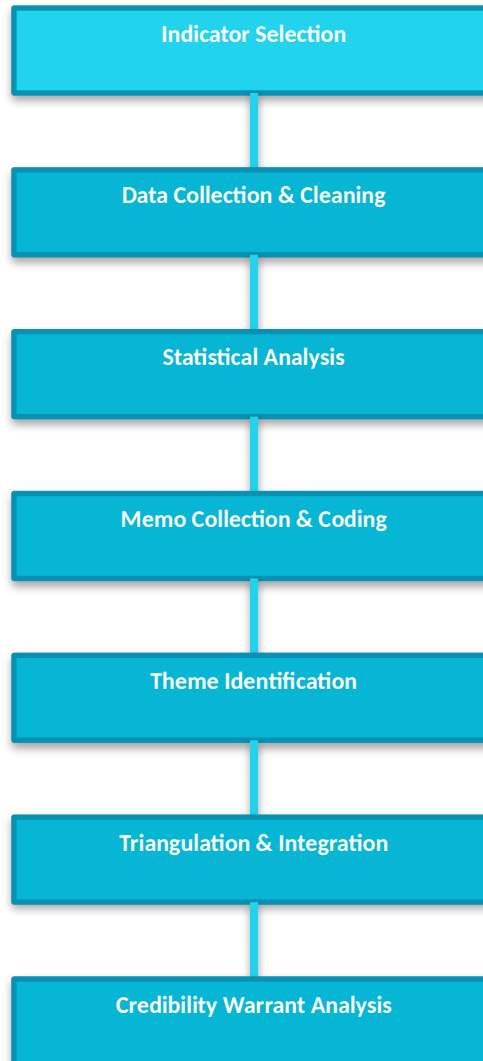 Indicator Selection
Data Collection & Cleaning
Statistical Analysis
Memo Collection & Coding
Theme Identification
Triangulation & Integration
Credibility Warrant Analysis